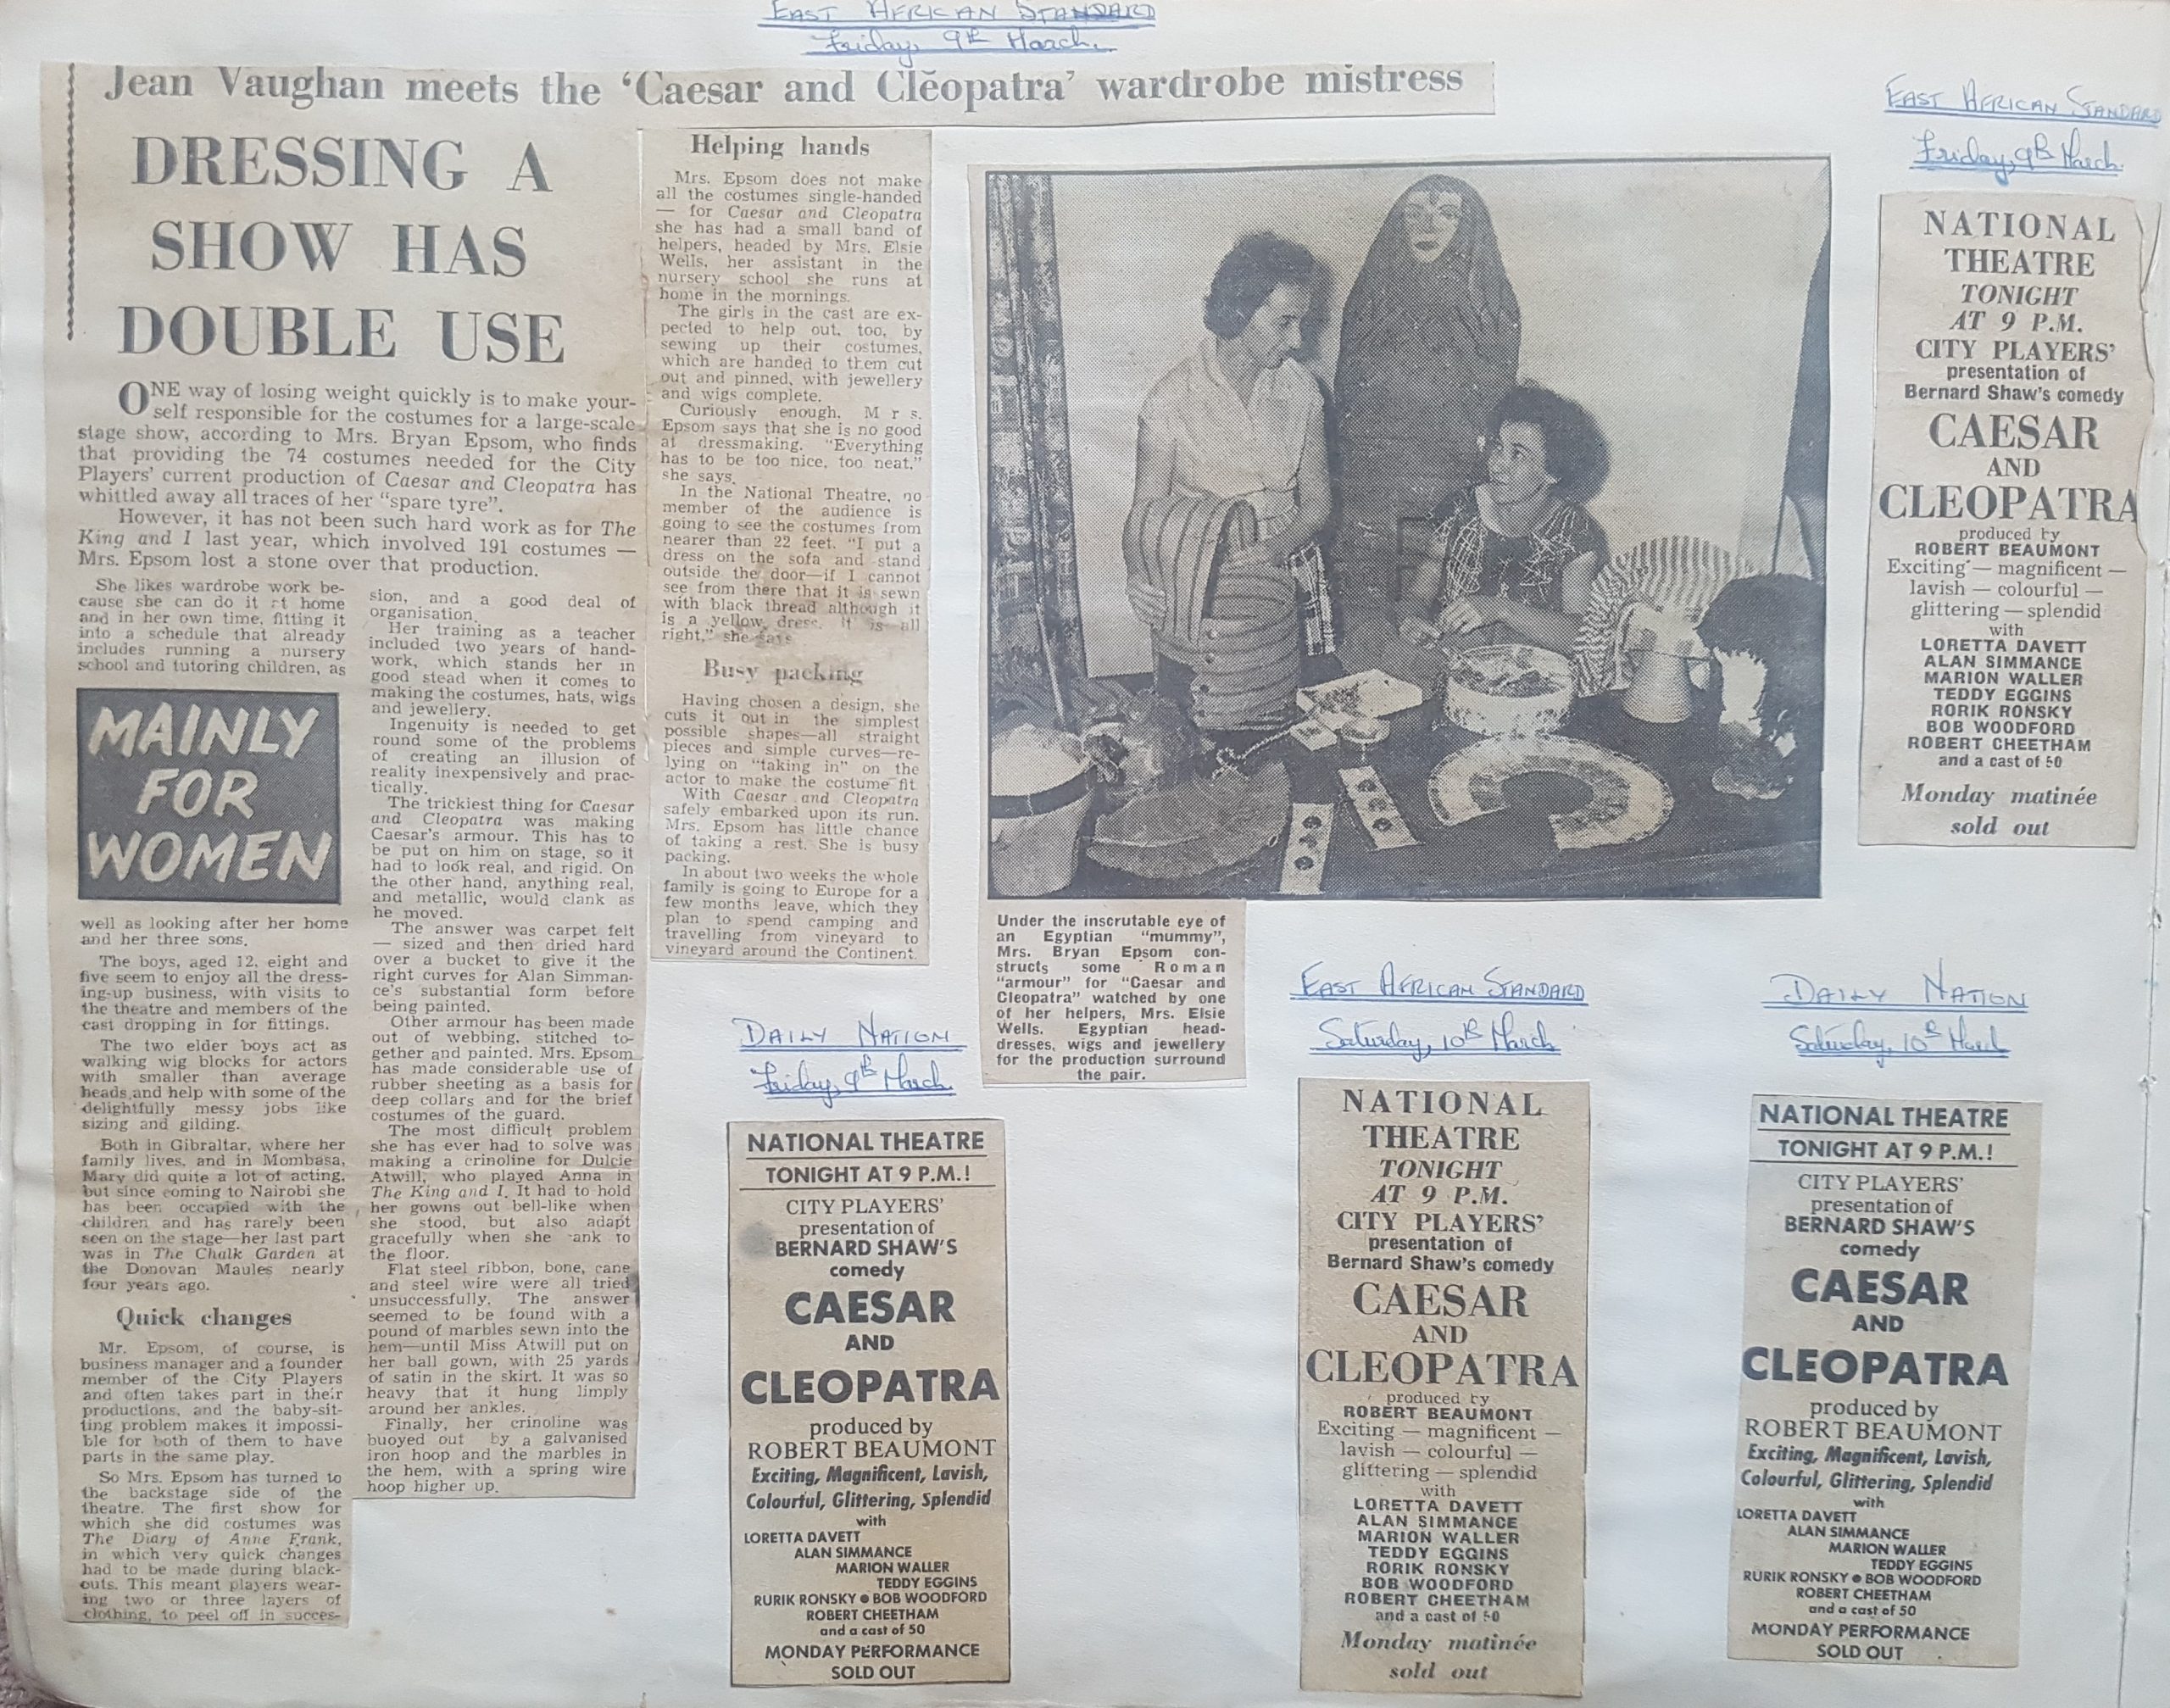 EAST AFRICAN STANDARD
Friday, 9th March.
Jean Vaughan meets the ‘Caesar and Clĕopatra’ wardrobe mistress
DRESSING A
SHOW HAS
DOUBLE USE
ONE way of losing weight quickly is to make your-
self responsible for the costumes for a large-scale
stage show, according to Mrs. Bryan Epsom, who finds
that providing the 74 costumes needed for the City
Players’ current production of Caesar and Cleopatra has
whittled away all traces of her “spare tyre”.
However, it has not been such hard work as for The
King and I last year, which involved 191 costumes —
Mrs. Epsom lost a stone over that production.
She likes wardrobe work be-
cause she can do it at home
and in her own time, fitting it
into a schedule that already
includes running a nursery
school and tutoring children, as
MAINLY
FOR
WOMEN
well as looking after her home
and her three sons.
The boys, aged 12, eight and
five seem to enjoy all the dress-
ing-up business, with visits to
the theatre and members of the
cast dropping in for fittings.
The two elder boys act as
walking wig blocks for actors
with smaller than average
heads and help with some of the
delightfully messy jobs like
sizing and gilding.
Both in Gibraltar, where her
family lives, and in Mombasa,
Mary did quite a lot of acting,
but since coming to Nairobi she
has been occupied with the
children and has rarely been
seen on the stage—her last part
was in The Chalk Garden at
the Donovan Maules nearly
four years ago.
Quick changes
Mr. Epsom, of course, is
business manager and a founder
member of the City Players
and often takes part in their
productions, and the baby-sit-
ting problem makes it impossi-
ble for both of them to have
parts in the same play.
So Mrs. Epsom has turned to
the backstage side of the
theatre. The first show for
which she did costumes was
The Diary of Anne Frank,
in which very quick changes
had to be made during black-
outs. This meant players wear-
ing two or three layers of
clothing, to peel off in succes-
sion, and a good deal of
organisation.
Her training as a teacher
included two years of hand-
work, which stands her in
good stead when it comes to
making the costumes, hats, wigs
and jewellery.
Ingenuity is needed to get
round some of the problems
of creating an illusion of
reality inexpensively and prac-
tically.
The trickiest thing for Caesar
and Cleopatra was making
Caesar’s armour. This has to
be put on him on stage, so it
had to look real, and rigid. On
the other hand, anything real,
and metallic, would clank as
he moved.
The answer was carpet felt
— sized and then dried hard
over a bucket to give it the
right curves for Alan Simman-
ce’s substantial form before
being painted.
Other armour has been made
out of webbing, stitched to-
gether and painted. Mrs. Epsom
has made considerable use of
rubber sheeting as a basis for
deep collars and for the brief
costumes of the guard.
The most difficult problem
she has ever had to solve was
making a crinoline for Dulcie
Atwill, who played Anna in
The King and I. It had to hold
her gowns out bell-like when
she stood, but also adapt
gracefully when she ank to
the floor.
Flat steel ribbon, bone, cane
and steel wire were all tried
unsuccessfully. The answer
seemed to be found with a
pound of marbles sewn into the
hem—until Miss Atwill put on
her ball gown, with 25 yards
of satin in the skirt. It was so
heavy that it hung limply
around her ankles.
Finally, her crinoline was
buoyed out by a galvanised
iron hoop and the marbles in
the hem, with a spring wire
hoop higher up.
Helping hands
Mrs. Epsom does not make
all the costumes single-handed
— for Caesar and Cleopatra
she has had a small band of
helpers, headed by Mrs. Elsie
Wells, her assistant in the
nursery school she runs at
home in the mornings.
The girls in the cast are ex-
pected to help out, too, by
sewing up their costumes,
which are handed to them cut
out and pinned, with jewellery
and wigs complete.
Curiously enough, Mrs.
Epsom says that she is no good
at dressmaking. “Everything
has to be too nice, too neat,”
she says.
In the National Theatre, no
member of the audience is
going to see the costumes from
nearer than 22 feet. “I put a
dress on the sofa and stand
outside the door—if I cannot
see from there that it is sewn
with black thread although it
is a yellow dress, it is all
right,” she says
Busy packing
Having chosen a design, she
cuts it out in the simplest
possible shapes—all straight
pieces and simple curves—re-
lying on “taking in” on the
actor to make the costume fit.
With Caesar and Cleopatra
safely embarked upon its run.
Mrs. Epsom has little chance
of taking a rest. She is busy
packing.
In about two weeks the whole
family is going to Europe for a
few months leave, which they
plan to spend camping and
travelling from vineyard to
vineyard around the Continent.
Under the inscrutable eye of
an Egyptian “mummy”,
Mrs. Bryan Epsom con-
structs some Roman
“armour” for “Caesar and
Cleopatra” watched by one
of her helpers, Mrs. Elsie
Wells. Egyptian head-
dresses, wigs and jewellery
for the production surround
the pair.
EAST AFRICAN STANDARD
Friday, 9th March.
NATIONAL
THEATRE
TONIGHT
AT 9 P.M.
CITY PLAYERS’
presentation of
Bernard Shaw’s comedy
CAESAR
AND
CLEOPATRA
produced by
ROBERT BEAUMONT
Exciting — magnificent —
lavish — colourful —
glittering — splendid
with
LORETTA DAVETT
ALAN SIMMANCE
MARION WALLER
TEDDY EGGINS
RORIK RONSKY
BOB WOODFORD
ROBERT CHEETHAM
and a cast of 50
Monday matinée
sold out
DAILY NATION
Friday, 9th March.
NATIONAL THEATRE
TONIGHT AT 9 P.M.!
CITY PLAYERS’
presentation of
BERNARD SHAW’S
comedy
CAESAR
AND
CLEOPATRA
produced by
ROBERT BEAUMONT
Exciting, Magnificent, Lavish,
Colourful, Glittering, Splendid
with
LORETTA DAVETT
ALAN SIMMANCE
MARION WALLER
TEDDY EGGINS
RURIK RONSKY ● BOB WOODFORD
ROBERT CHEETHAM
and a cast of 50
MONDAY PERFORMANCE
SOLD OUT
EAST AFRICAN STANDARD
Saturday, 10th March
NATIONAL
THEATRE
TONIGHT
AT 9 P.M.
CITY PLAYERS’
presentation of
Bernard Shaw’s comedy
CAESAR
AND
CLEOPATRA
produced by
ROBERT BEAUMONT
Exciting — magnificent —
lavish — colourful —
glittering — splendid
with
LORETTA DAVETT
ALAN SIMMANCE
MARION WALLER
TEDDY EGGINS
RORIK RONSKY
BOB WOODFORD
ROBERT CHEETHAM
and a cast of 50
Monday matinée
sold out
DAILY NATION
Saturday, 10th March
NATIONAL THEATRE
TONIGHT AT 9 P.M.!
CITY PLAYERS’
presentation of
BERNARD SHAW’S
comedy
CAESAR
AND
CLEOPATRA
produced by
ROBERT BEAUMONT
Exciting, Magnificent, Lavish,
Colourful, Glittering, Splendid
with
LORETTA DAVETT
ALAN SIMMANCE
MARION WALLER
TEDDY EGGINS
RURIK RONSKY ● BOB WOODFORD
ROBERT CHEETHAM
and a cast of 50
MONDAY PERFORMANCE
SOLD OUT